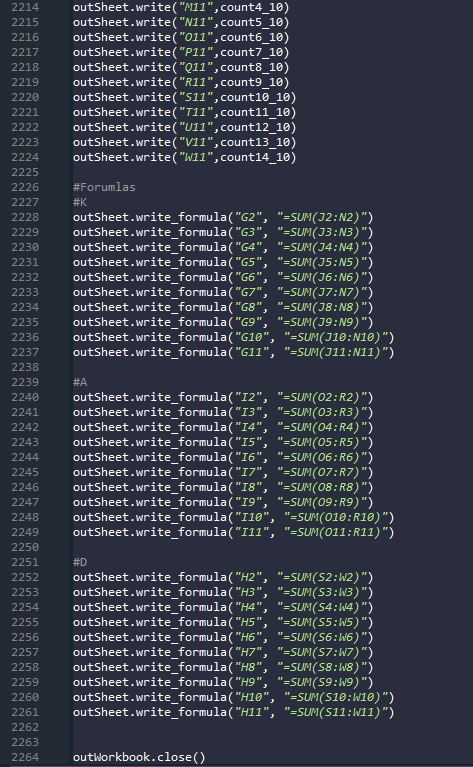 2214 outSheet.write("M11",count4_10)
2215 outSheet.write("N11",count5_10)
2216 outSheet.write("O11",count6_10)
2217 outSheet.write("P11",count7_10)
2218 outSheet.write("Q11",count8_10)
2219 outSheet.write("R11",count9_10)
2220 outSheet.write("S11",count10_10)
2221 outSheet.write("T11",count11_10)
2222 outSheet.write("U11",count12_10)
2223 outSheet.write("V11",count13_10)
2224 outSheet.write("W11",count14_10)
2225
2226 #Forumlas
2227 #K
2228 outSheet.write_formula("G2", "=SUM(J2:N2)")
2229 outSheet.write_formula("G3", "=SUM(J3:N3)")
2230 outSheet.write_formula("G4", "=SUM(J4:N4)")
2231 outSheet.write_formula("G5", "=SUM(J5:N5)")
2232 outSheet.write_formula("G6", "=SUM(J6:N6)")
2233 outSheet.write_formula("G7", "=SUM(J7:N7)")
2234 outSheet.write_formula("G8", "=SUM(J8:N8)")
2235 outSheet.write_formula("G9", "=SUM(J9:N9)")
2236 outSheet.write_formula("G10", "=SUM(J10:N10)")
2237 outSheet.write_formula("G11", "=SUM(J11:N11)")
2238
2239 #A
2240 outSheet.write_formula("I2", "=SUM(O2:R2)")
2241 outSheet.write_formula("I3", "=SUM(O3:R3)")
2242 outSheet.write_formula("I4", "=SUM(O4:R4)")
2243 outSheet.write_formula("I5", "=SUM(O5:R5)")
2244 outSheet.write_formula("I6", "=SUM(O6:R6)")
2245 outSheet.write_formula("I7", "=SUM(O7:R7)")
2246 outSheet.write_formula("I8", "=SUM(O8:R8)")
2247 outSheet.write_formula("I9", "=SUM(O9:R9)")
2248 outSheet.write_formula("I10", "=SUM(O10:R10)")
2249 outSheet.write_formula("I11", "=SUM(O11:R11)")
2250
2251 #D
2252 outSheet.write_formula("H2", "=SUM(S2:W2)")
2253 outSheet.write_formula("H3", "=SUM(S3:W3)")
2254 outSheet.write_formula("H4", "=SUM(S4:W4)")
2255 outSheet.write_formula("H5", "=SUM(S5:W5)")
2256 outSheet.write_formula("H6", "=SUM(S6:W6)")
2257 outSheet.write_formula("H7", "=SUM(S7:W7)")
2258 outSheet.write_formula("H8", "=SUM(S8:W8)")
2259 outSheet.write_formula("H9", "=SUM(S9:W9)")
2260 outSheet.write_formula("H10", "=SUM(S10:W10)")
2261 outSheet.write_formula("H11", "=SUM(S11:W11)")
2262
2263
2264 outWorkbook.close()